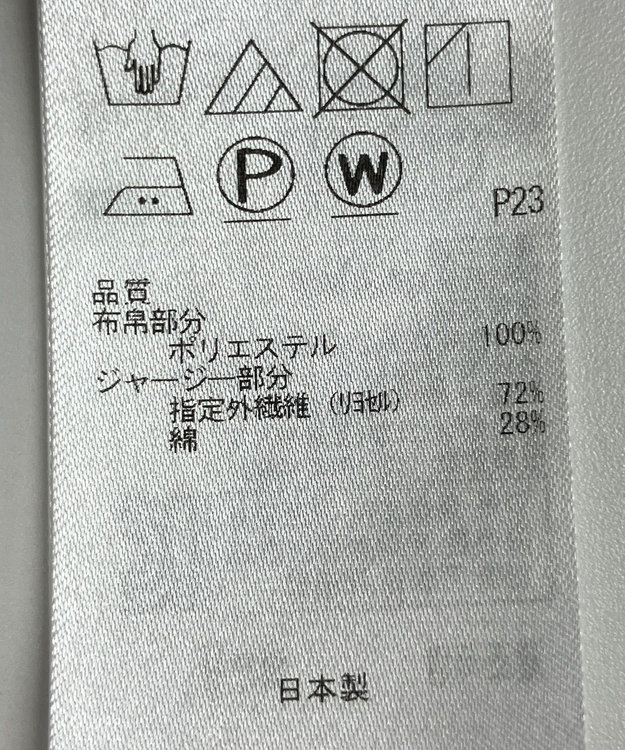 P W
P23
品質
布帛部分
ポリエステル 100%
ジャージー部分
指定外繊維（ﾘﾖｾﾙ） 72%
綿 28%
日本製